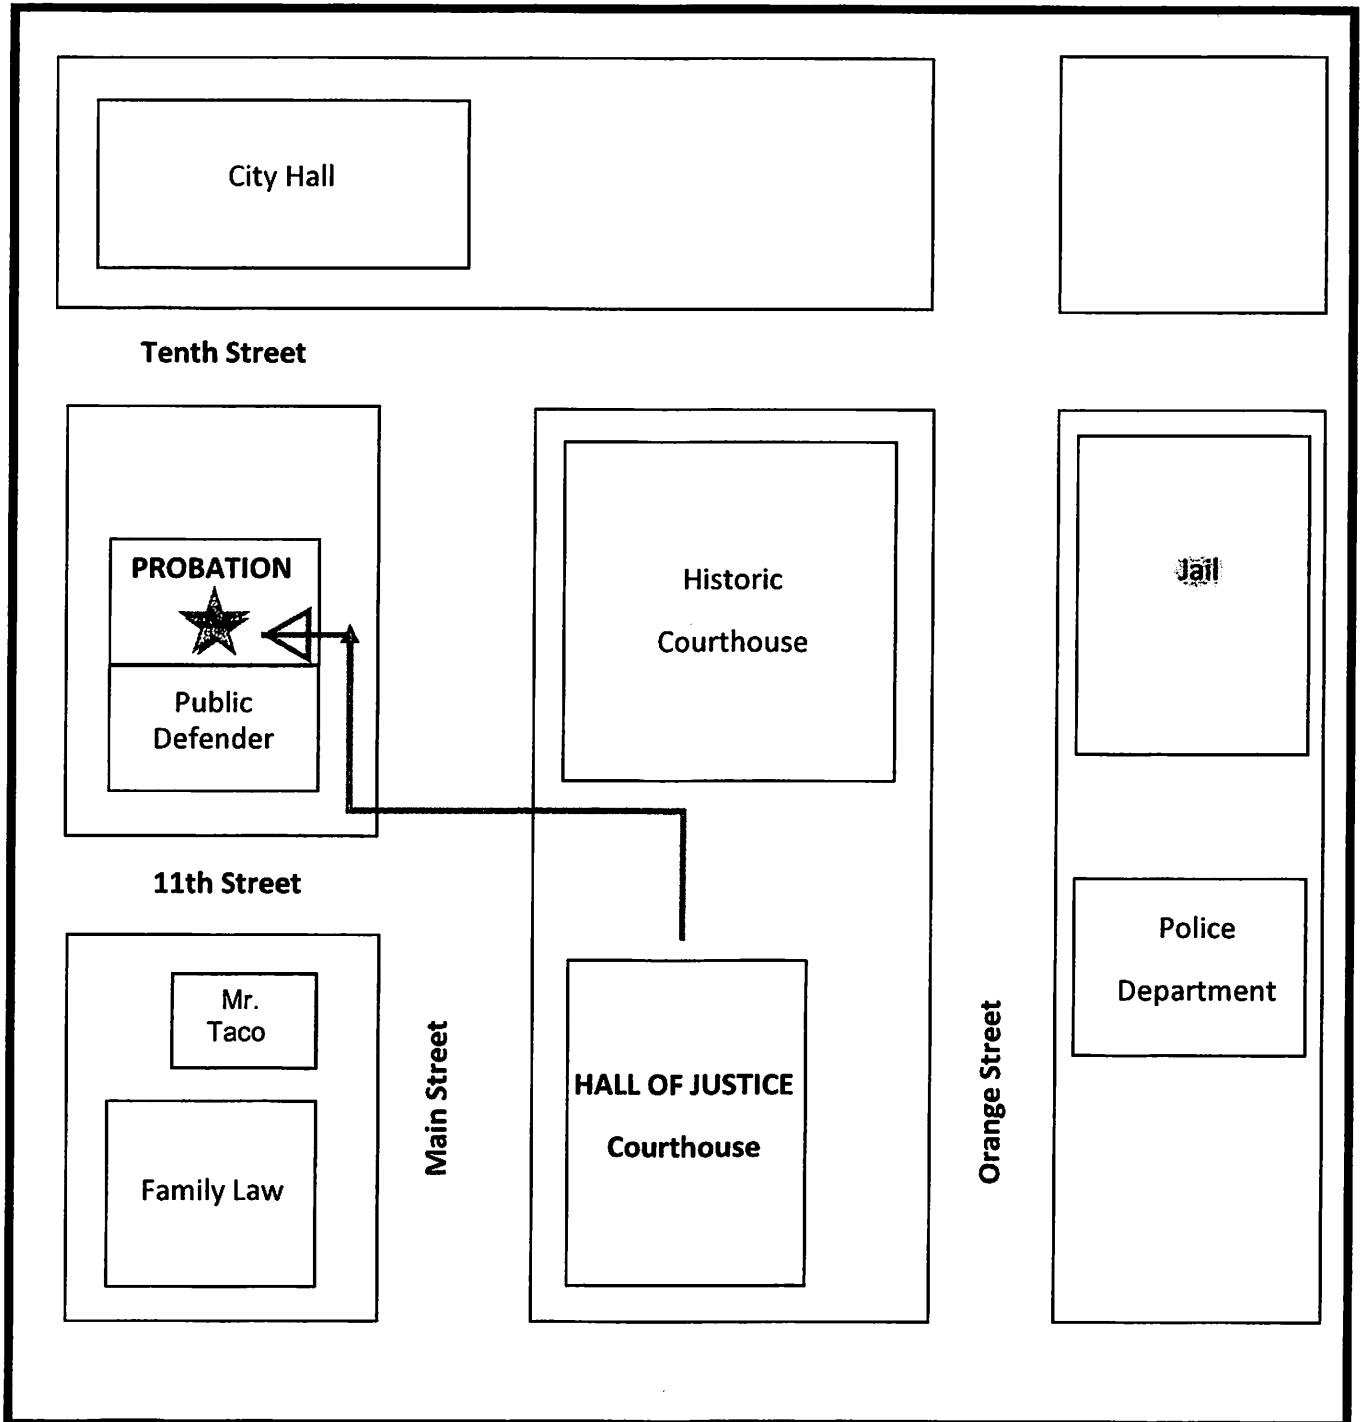 City Hall
Tenth Street
PROBATION
Public
Defender
Historic
Courthouse
Jail
11th Street
Police
Department
Mr.
Taco
Family Law
Main Street
HALL OF JUSTICE
Courthouse
Orange Street